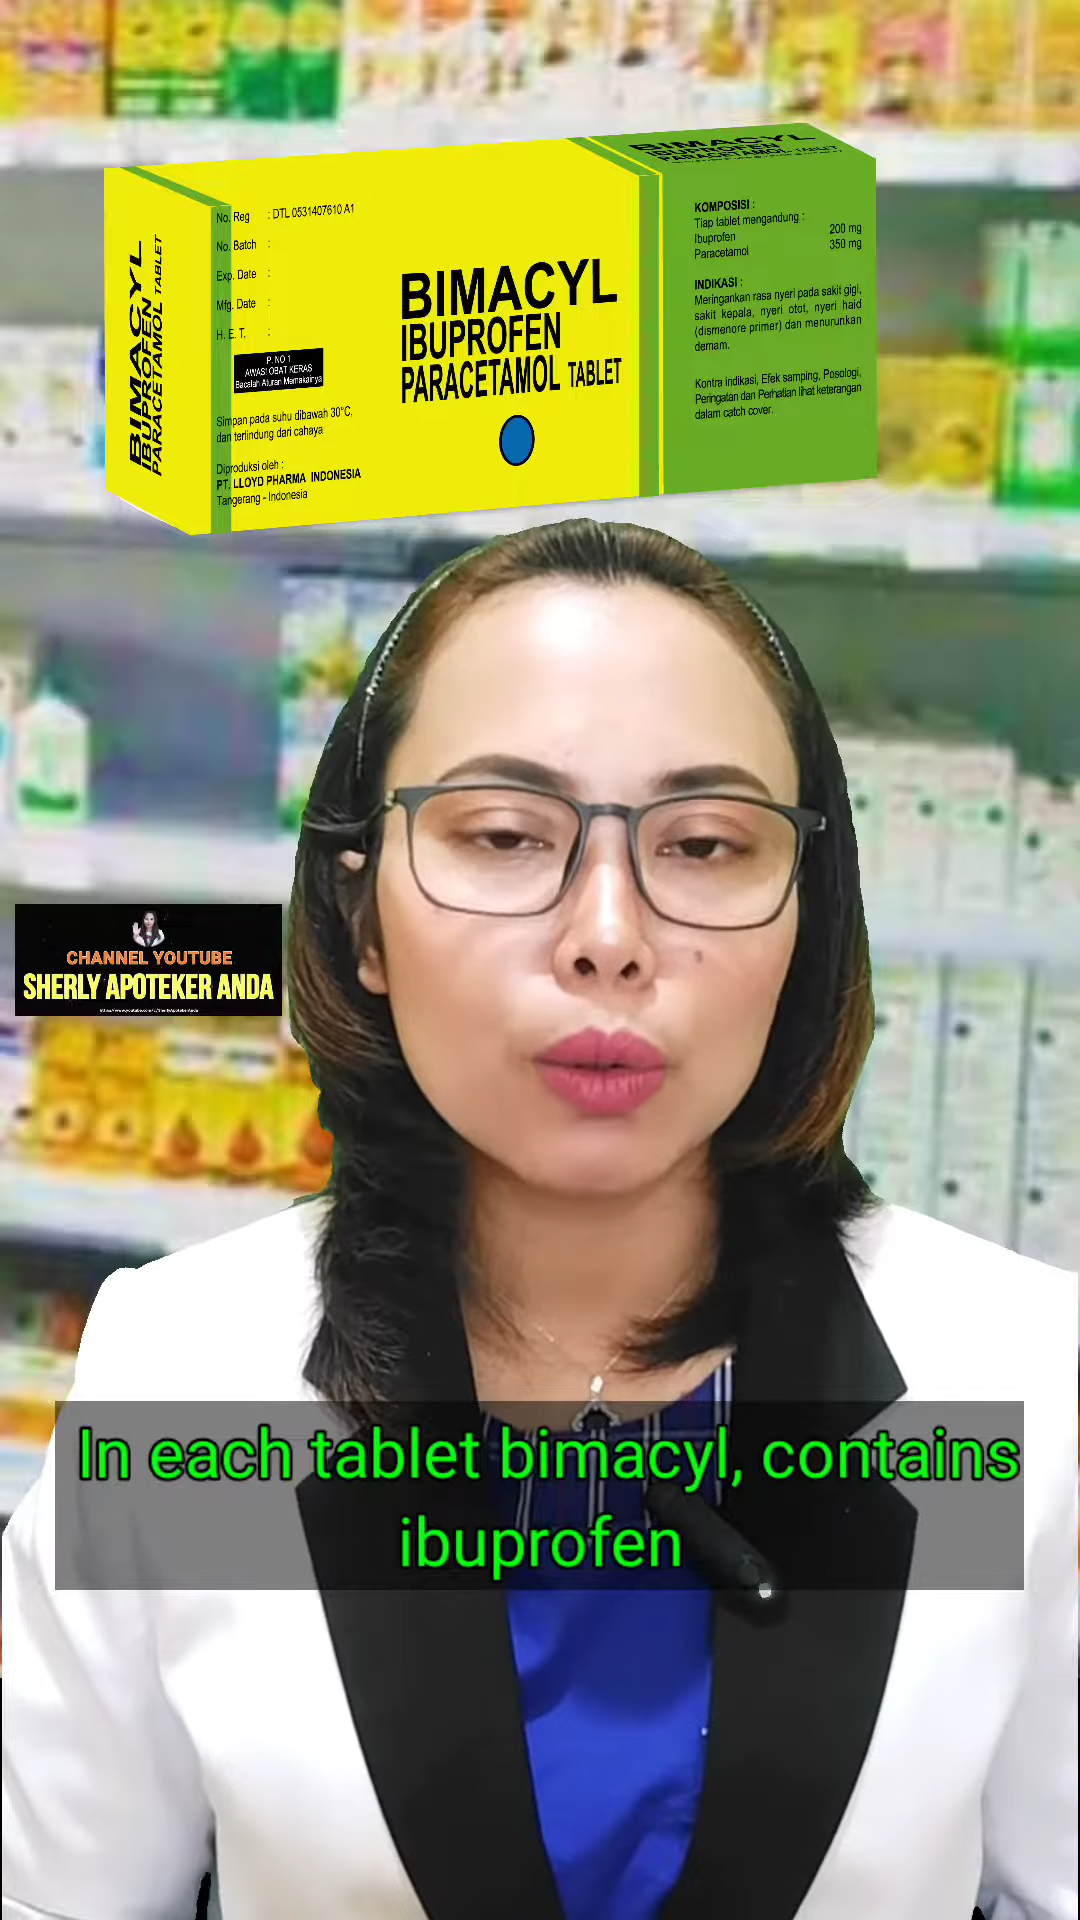 BIMACYL
IBUPROFEN
PARACETAMOL TABLET
BIMACYL
IBUPROFEN
PARACETAMOL TABLET
No. Reg : DTL 0531407610 A1
No. Batch :
Exp. Date :
Mfg. Date :
H. E. T. :
P. NO 1
AWAS! OBAT KERAS
Bacalah Aturan Memakainya
Simpan pada suhu dibawah 30°C,
dan terlindung dari cahaya
Diproduksi oleh :
PT. LLOYD PHARMA INDONESIA
Tangerang - Indonesia
BIMACYL
IBUPROFEN
PARACETAMOL TABLET
KOMPOSISI :
Tiap tablet mengandung :
Ibuprofen 200 mg
Paracetamol 350 mg
INDIKASI :
Meringankan rasa nyeri pada sakit gigi,
sakit kepala, nyeri otot, nyeri haid
(dismenore primer) dan menurunkan
demam.
Kontra indikasi, Efek samping, Posologi,
Peringatan dan Perhatian lihat keterangan
dalam catch cover.
CHANNEL YOUTUBE
SHERLY APOTEKER ANDA
In each tablet bimacyl, contains
ibuprofen